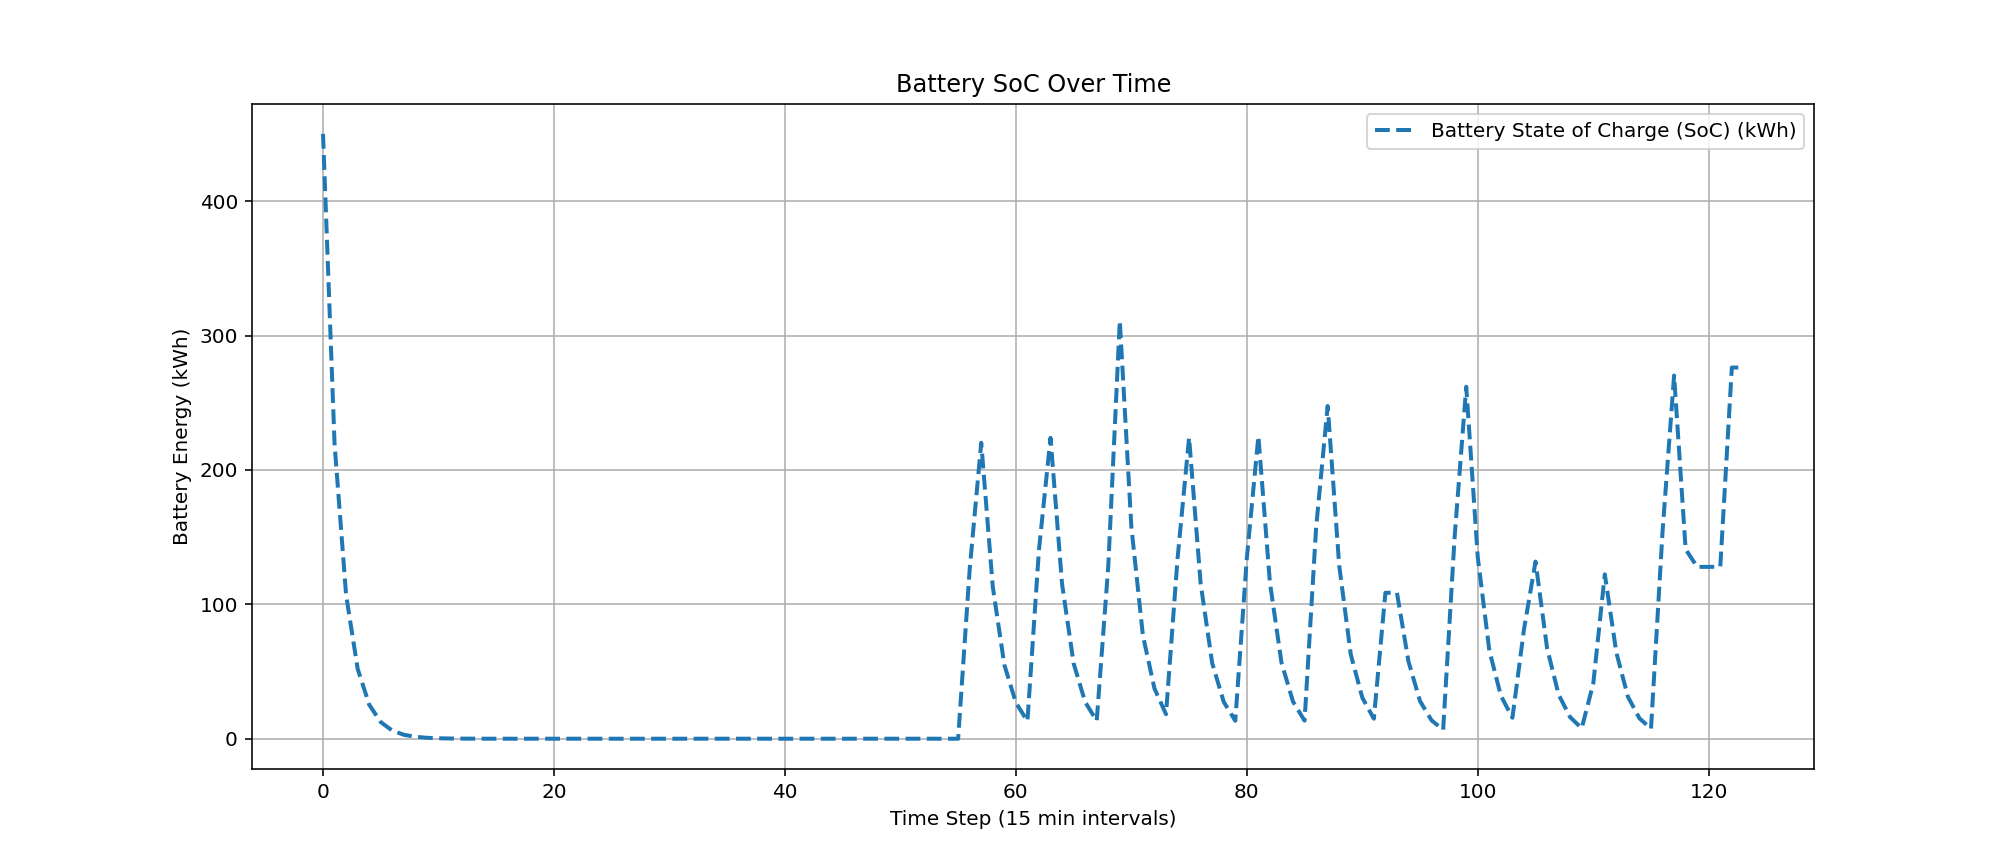 Battery SoC Over Time
Battery State of Charge (SoC) (kWh)
Battery Energy (kWh)
400
300
200
100
0
0 20 40 60 80 100 120
Time Step (15 min intervals)